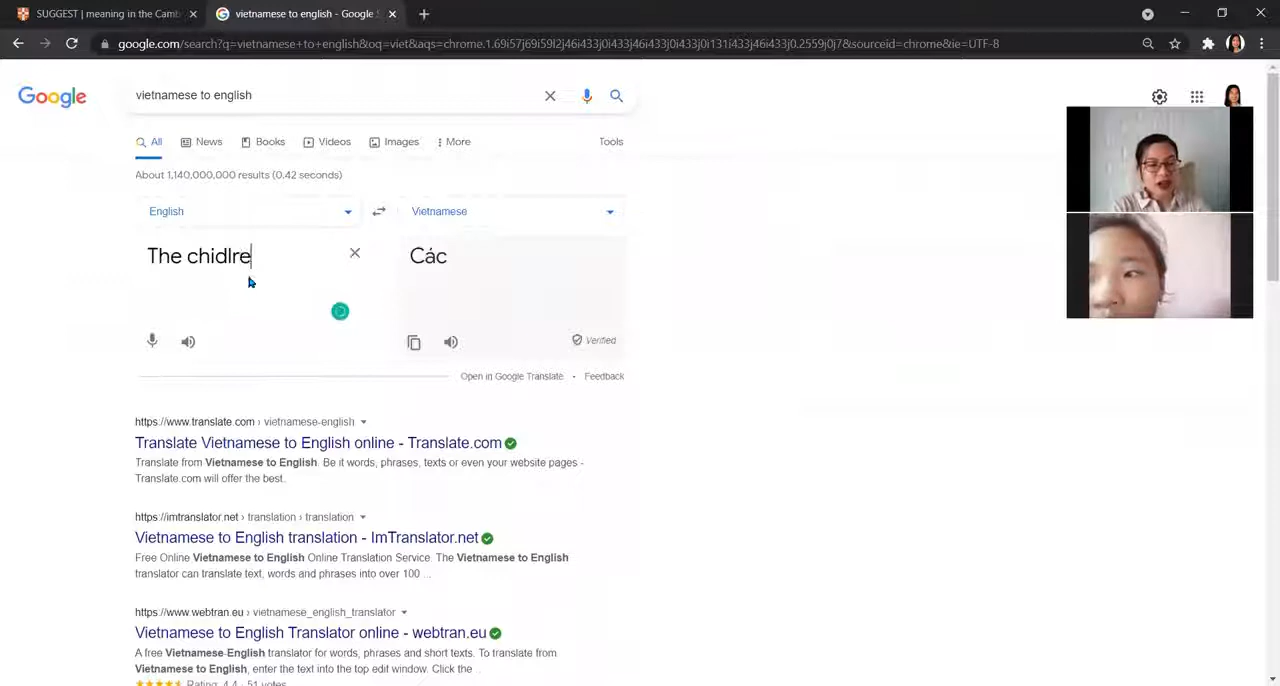 SUGGEST | meaning in the Camb
vietnamese to english - Google S
google.com/search?q=vietnamese+to+english&oq=viet&aqs=chrome.1.69i57j69i59l2j46i433j0i433j46i433j0i433j0i131i433j46i433j0.2559j0j7&sourceid=chrome&ie=UTF-8
Google
vietnamese to english
All News Books Videos Images More Tools
About 1,140,000,000 results (0.42 seconds)
English Vietnamese
The chidlre Các
Verified
Open in Google Translate • Feedback
https://www.translate.com › vietnamese-english
Translate Vietnamese to English online - Translate.com
Translate from Vietnamese to English. Be it words, phrases, texts or even your website pages -
Translate.com will offer the best.
https://imtranslator.net › translation › translation
Vietnamese to English translation - ImTranslator.net
Free Online Vietnamese to English Online Translation Service. The Vietnamese to English
translator can translate text, words and phrases into over 100 ...
https://www.webtran.eu › vietnamese_english_translator
Vietnamese to English Translator online - webtran.eu
A free Vietnamese-English translator for words, phrases and short texts. To translate from
Vietnamese to English, enter the text into the top edit window. Click the ...
Rating: 4.4 · 51 votes